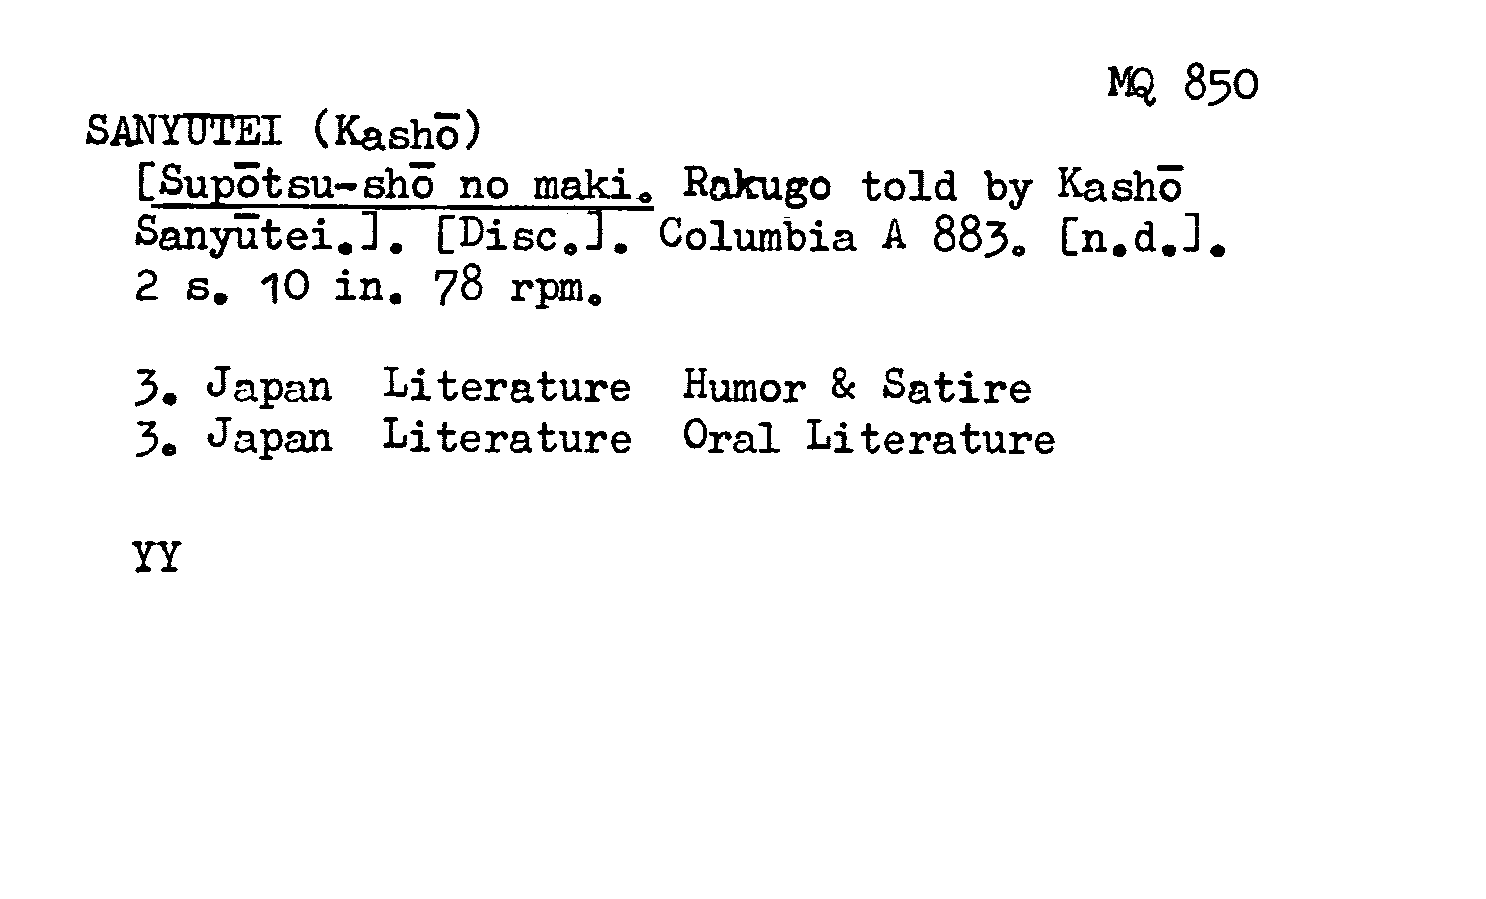 MQ 850
SANYŪTEI (Kashō)
[Supōtsu-shō no maki. Rakugo told by Kashō
Sanyūtei.]. [Disc.]. Columbia A 883. [n.d.].
2 s. 10 in. 78 rpm.
3. Japan Literature Humor & Satire
3. Japan Literature Oral Literature
YY